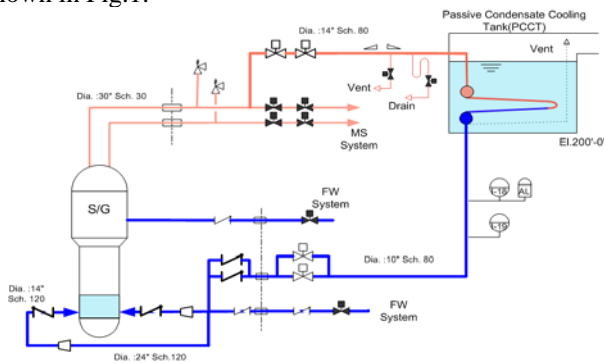 hown in Fig.1.
Passive Condensate Cooling
Tank(PCCT)
Dia. :14" Sch. 80
Vent
Dia. :30" Sch. 30
Vent
Drain
MS
System
El.200'-0"
S/G
FW
System
T-18
AL
T-19
Dia. :14"
Sch. 120
Dia. :10" Sch. 80
FW
System
Dia. :24" Sch.120